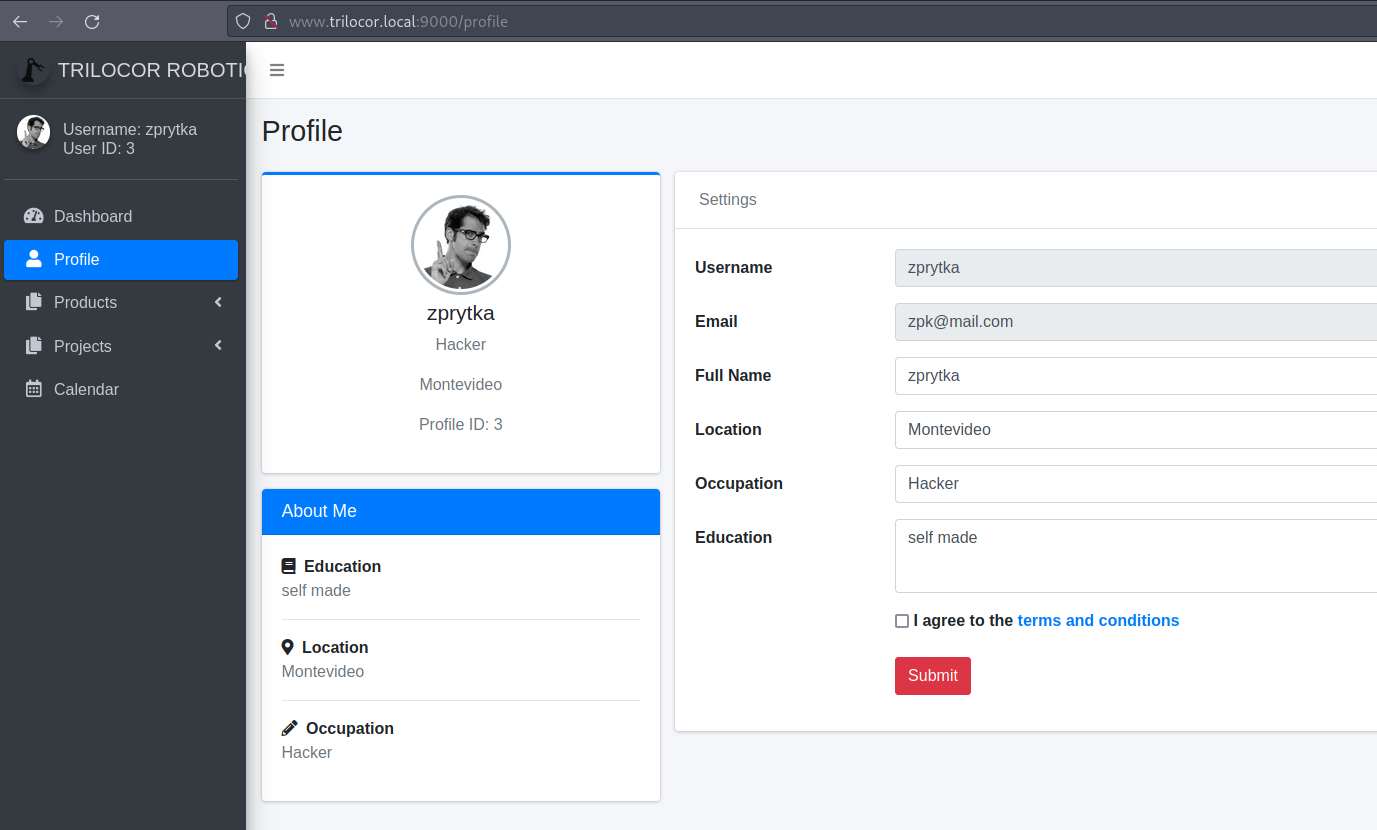 www.trilocor.local:9000/profile
TRILOCOR ROBOTIC
Username: zprytka
User ID: 3
Dashboard
Profile
Products
Projects
Calendar
Profile
zprytka
Hacker
Montevideo
Profile ID: 3
About Me
Education
self made
Location
Montevideo
Occupation
Hacker
Settings
Username zprytka
Email zpk@mail.com
Full Name zprytka
Location Montevideo
Occupation Hacker
Education self made
I agree to the terms and conditions
Submit